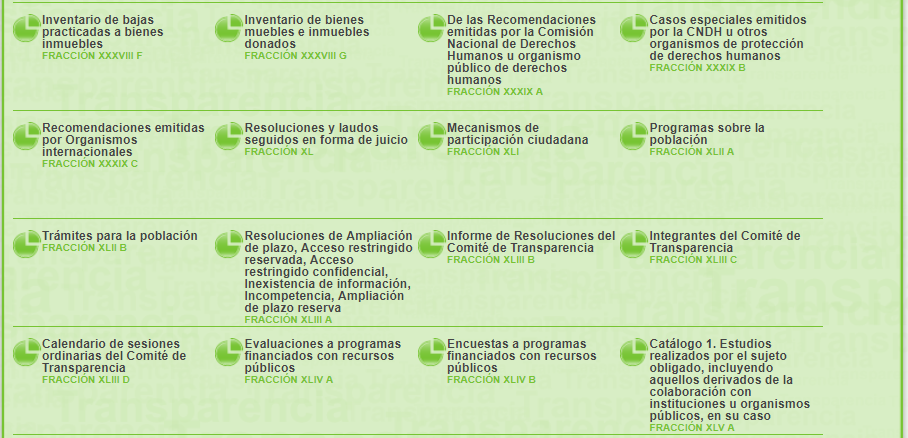 Inventario de bajas
practicadas a bienes
inmuebles
FRACCIÓN XXXVIII F
Inventario de bienes
muebles e inmuebles
donados
FRACCIÓN XXXVIII G
De las Recomendaciones
emitidas por la Comisión
Nacional de Derechos
Humanos u organismo
público de derechos
humanos
FRACCIÓN XXXIX A
Casos especiales emitidos
por la CNDH u otros
organismos de protección
de derechos humanos
FRACCIÓN XXXIX B
Recomendaciones emitidas
por Organismos
internacionales
FRACCIÓN XXXIX C
Resoluciones y laudos
seguidos en forma de juicio
FRACCIÓN XL
Mecanismos de
participación ciudadana
FRACCIÓN XLI
Programas sobre la
población
FRACCIÓN XLII A
Trámites para la población
FRACCIÓN XLII B
Resoluciones de Ampliación
de plazo, Acceso restringido
reservada, Acceso
restringido confidencial,
Inexistencia de información,
Incompetencia, Ampliación
de plazo reserva
FRACCIÓN XLIII A
Informe de Resoluciones del
Comité de Transparencia
FRACCIÓN XLIII B
Integrantes del Comité de
Transparencia
FRACCIÓN XLIII C
Calendario de sesiones
ordinarias del Comité de
Transparencia
FRACCIÓN XLIII D
Evaluaciones a programas
financiados con recursos
públicos
FRACCIÓN XLIV A
Encuestas a programas
financiados con recursos
públicos
FRACCIÓN XLIV B
Catálogo 1. Estudios
realizados por el sujeto
obligado, incluyendo
aquellos derivados de la
colaboración con
instituciones u organismos
públicos, en su caso
FRACCIÓN XLV A